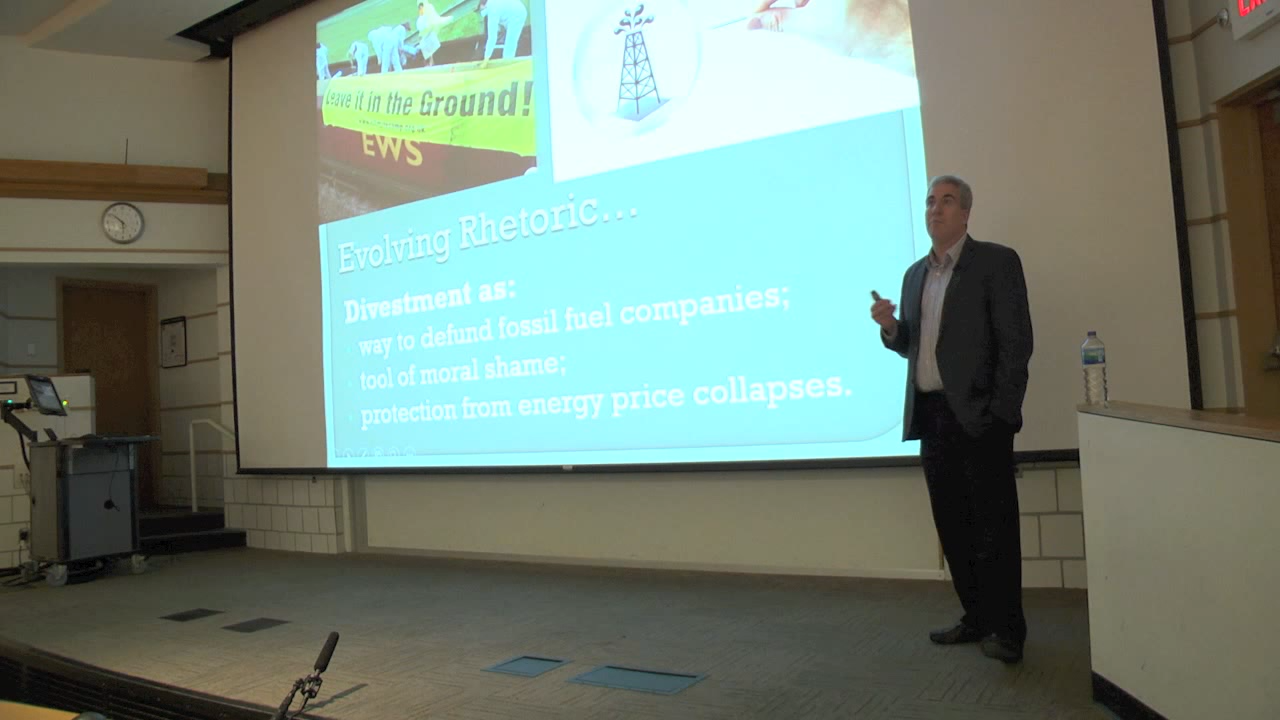 Leave it in the Ground!
EWS
Evolving Rhetoric...
Divestment as:
way to defund fossil fuel companies;
tool of moral shame;
protection from energy price collapses.